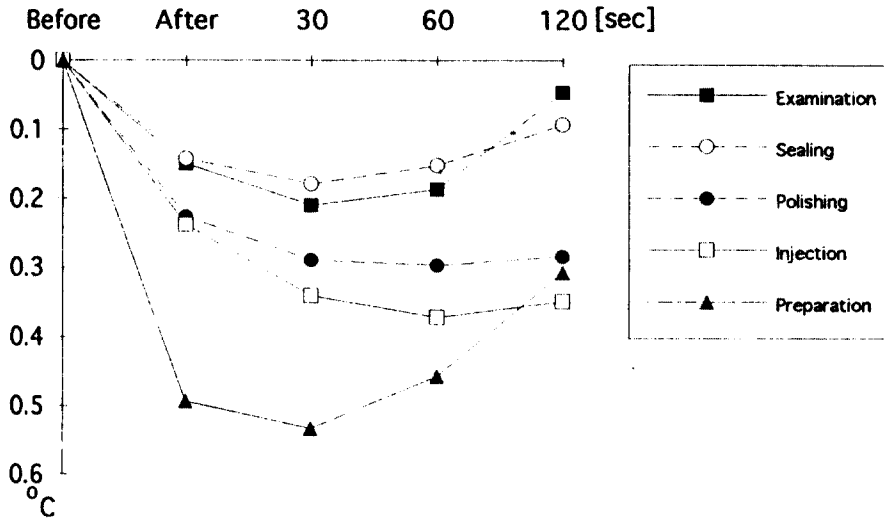 Before After 30 60 120 [sec]
0
0.1
0.2
0.3
0.4
0.5
0.6
°C
Examination
Sealing
Polishing
Injection
Preparation